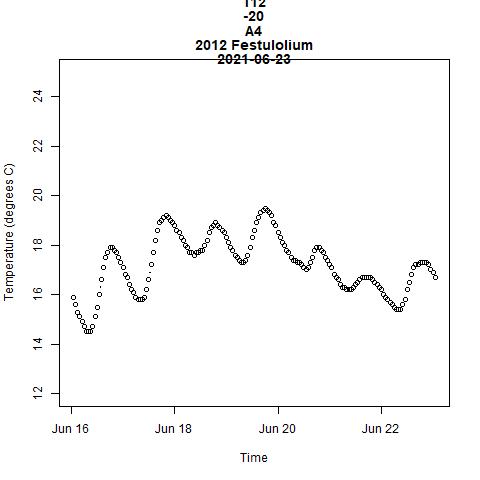 T12
-20
A4
2012 Festulolium
2021-06-23
Temperature (degrees C)
24
22
20
18
16
14
12
Jun 16
Jun 18
Jun 20
Jun 22
Time